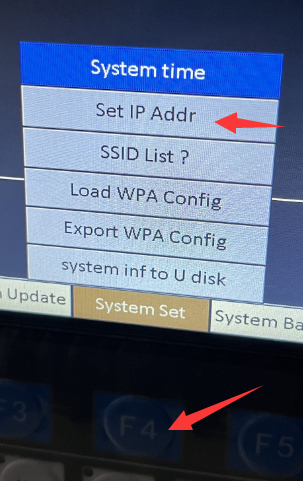 System time
Set IP Addr
SSID List ?
Load WPA Config
Export WPA Config
system inf to U disk
Update
System Set
System Ba
F3
F4
F5